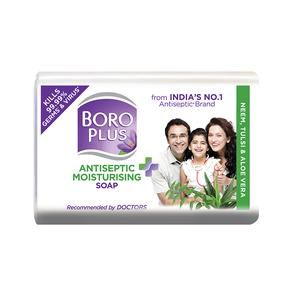 KILLS
99.99%
GERMS & VIRUS*
from INDIA'S NO.1
Antiseptic Brand
BORO
PLUS
ANTISEPTIC
MOISTURISING
SOAP
Recommended by DOCTORS
NEEM, TULSI & ALOE VERA